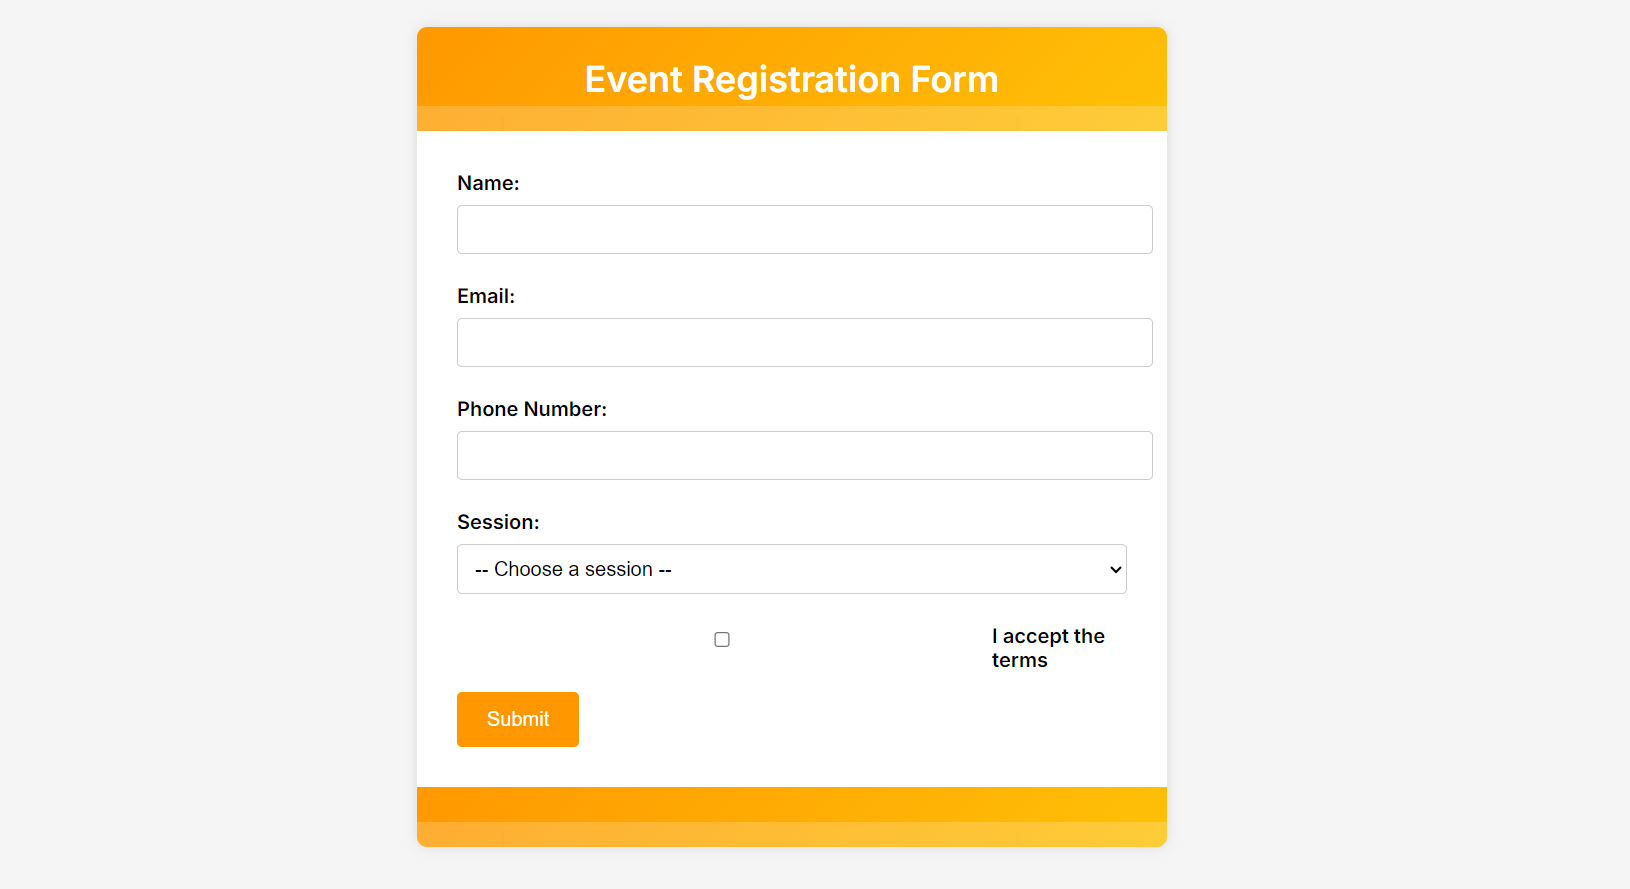 Event Registration Form
Name:
Email:
Phone Number:
Session:
-- Choose a session --
I accept the
terms
Submit